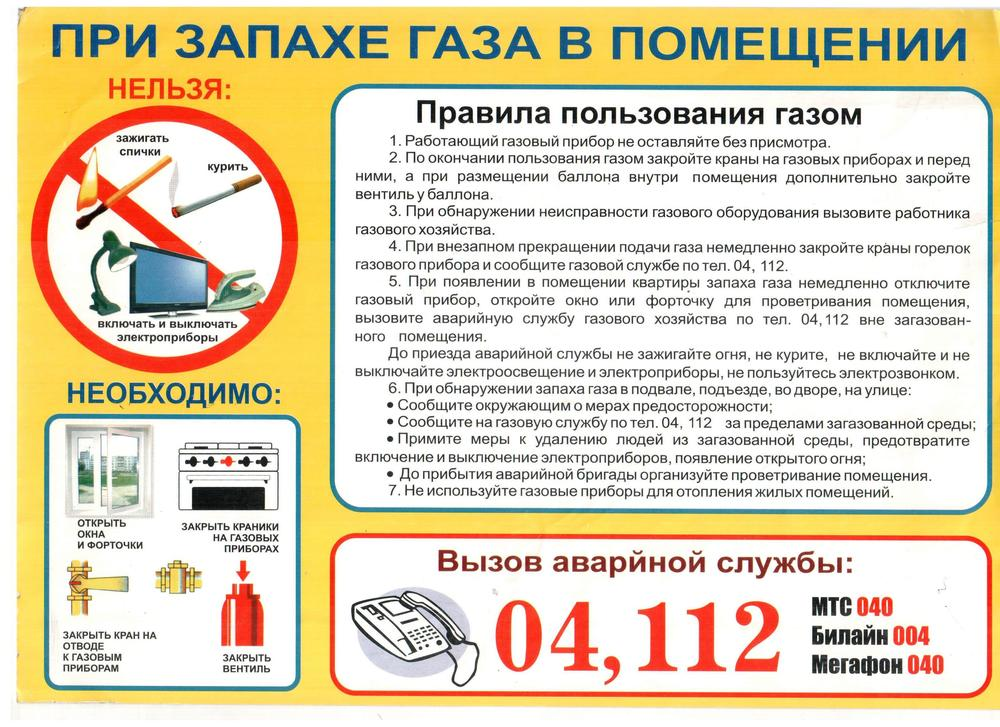 ПРИ ЗАПАХЕ ГАЗА В ПОМЕЩЕНИИ
НЕЛЬЗЯ:
зажигать
спички
курить
включать и выключать
электроприборы
НЕОБХОДИМО:
ОТКРЫТЬ
ОКНА
И ФОРТОЧКИ
ЗАКРЫТЬ КРАНИКИ
НА ГАЗОВЫХ
ПРИБОРАХ
ЗАКРЫТЬ КРАН НА
ОТВОДЕ
К ГАЗОВЫМ
ПРИБОРАМ
ЗАКРЫТЬ
ВЕНТИЛЬ
Правила пользования газом
1. Работающий газовый прибор не оставляйте без присмотра.
2. По окончании пользования газом закройте краны на газовых приборах и перед
ними, а при размещении баллона внутри помещения дополнительно закройте
вентиль у баллона.
3. При обнаружении неисправности газового оборудования вызовите работника
газового хозяйства.
4. При внезапном прекращении подачи газа немедленно закройте краны горелок
газового прибора и сообщите газовой службе по тел. 04, 112.
5. При появлении в помещении квартиры запаха газа немедленно отключите
газовый прибор, откройте окно или форточку для проветривания помещения,
вызовите аварийную службу газового хозяйства по тел. 04,112 вне загазован-
ного помещения.
До приезда аварийной службы не зажигайте огня, не курите, не включайте и не
выключайте электроосвещение и электроприборы, не пользуйтесь электрозвонком.
6. При обнаружении запаха газа в подвале, подъезде, во дворе, на улице:
• Сообщите окружающим о мерах предосторожности;
• Сообщите на газовую службу по тел. 04, 112 за пределами загазованной среды;
• Примите меры к удалению людей из загазованной среды, предотвратите
включение и выключение электроприборов, появление открытого огня;
• До прибытия аварийной бригады организуйте проветривание помещения.
7. Не используйте газовые приборы для отопления жилых помещений.
Вызов аварйной службы:
04,112
МТС 040
Билайн 004
Мегафон 040